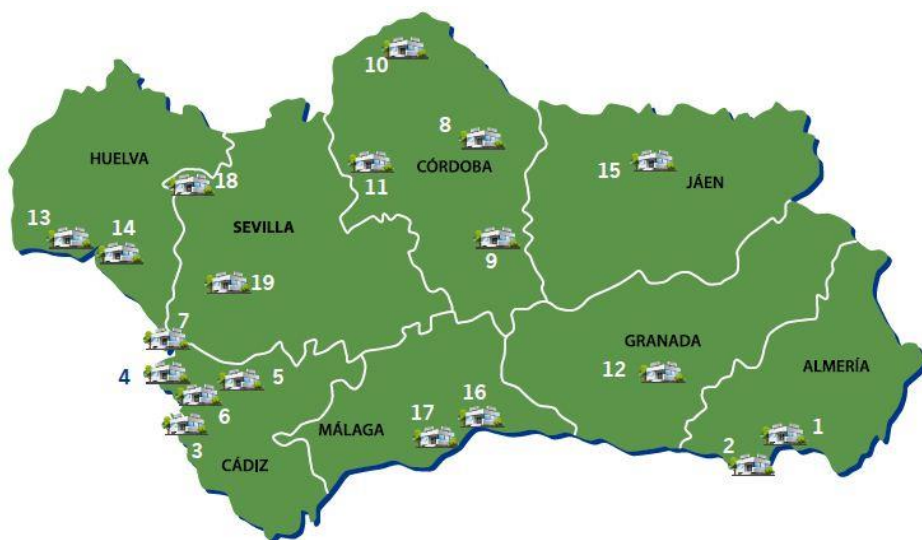 10
8
HUELVA
CÓRDOBA
15
JÁEN
11
18
13
14
SEVILLA
9
19
7
GRANADA
4
5
12
ALMERÍA
6
16
17
MÁLAGA
1
3
2
CÁDIZ